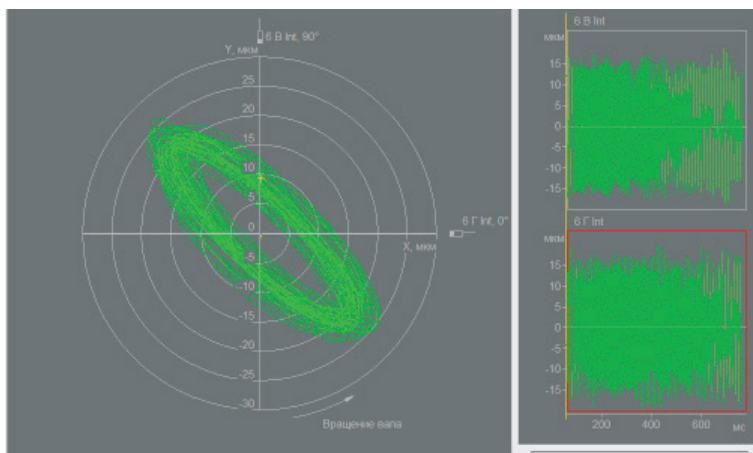 6 В Int, 90°
Y, мкм
25
20
15
10
5
0
-5
-10
-15
-20
-25
-30
6 Г Int, 0°
X, мкм
Вращение вала
6 В Int
мкм
15
10
5
0
-5
-10
-15
6 Г Int
мкм
15
10
5
0
-5
-10
-15
200 400 600 мс